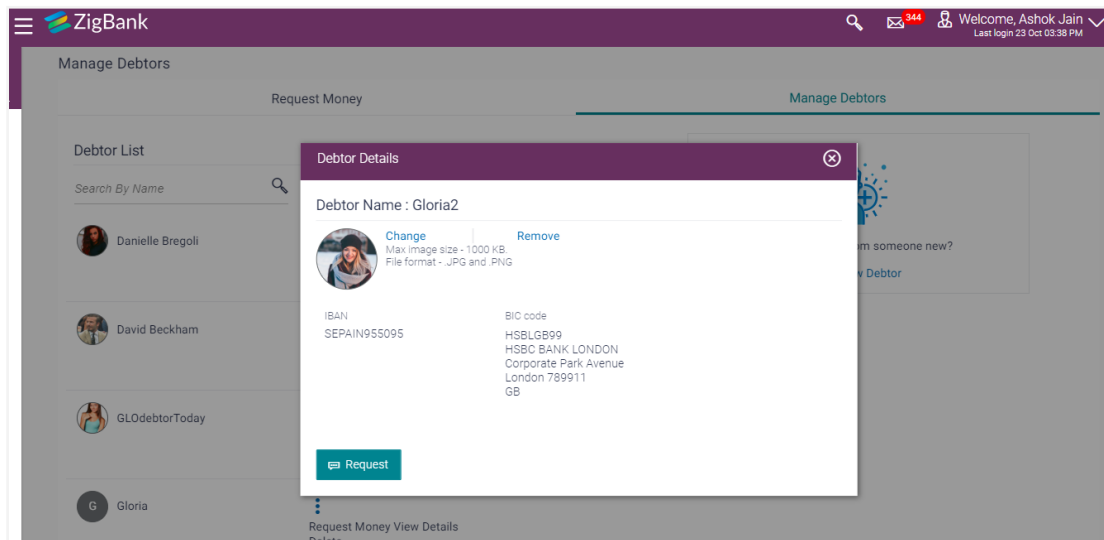 ZigBank
344
Welcome, Ashok Jain
Last login 23 Oct 03:38 PM
Manage Debtors
Request Money
Manage Debtors
Debtor List
Search By Name
Danielle Bregoli
David Beckham
GLOdebtorToday
G
Gloria
Request Money View Details
Delete
Debtor Details
Debtor Name : Gloria2
Change
Remove
Max image size - 1000 KB.
File format - .JPG and .PNG
IBAN
SEPAIN955095
BIC code
HSBLGB99
HSBC BANK LONDON
Corporate Park Avenue
London 789911
GB
Request
someone new?
Debtor